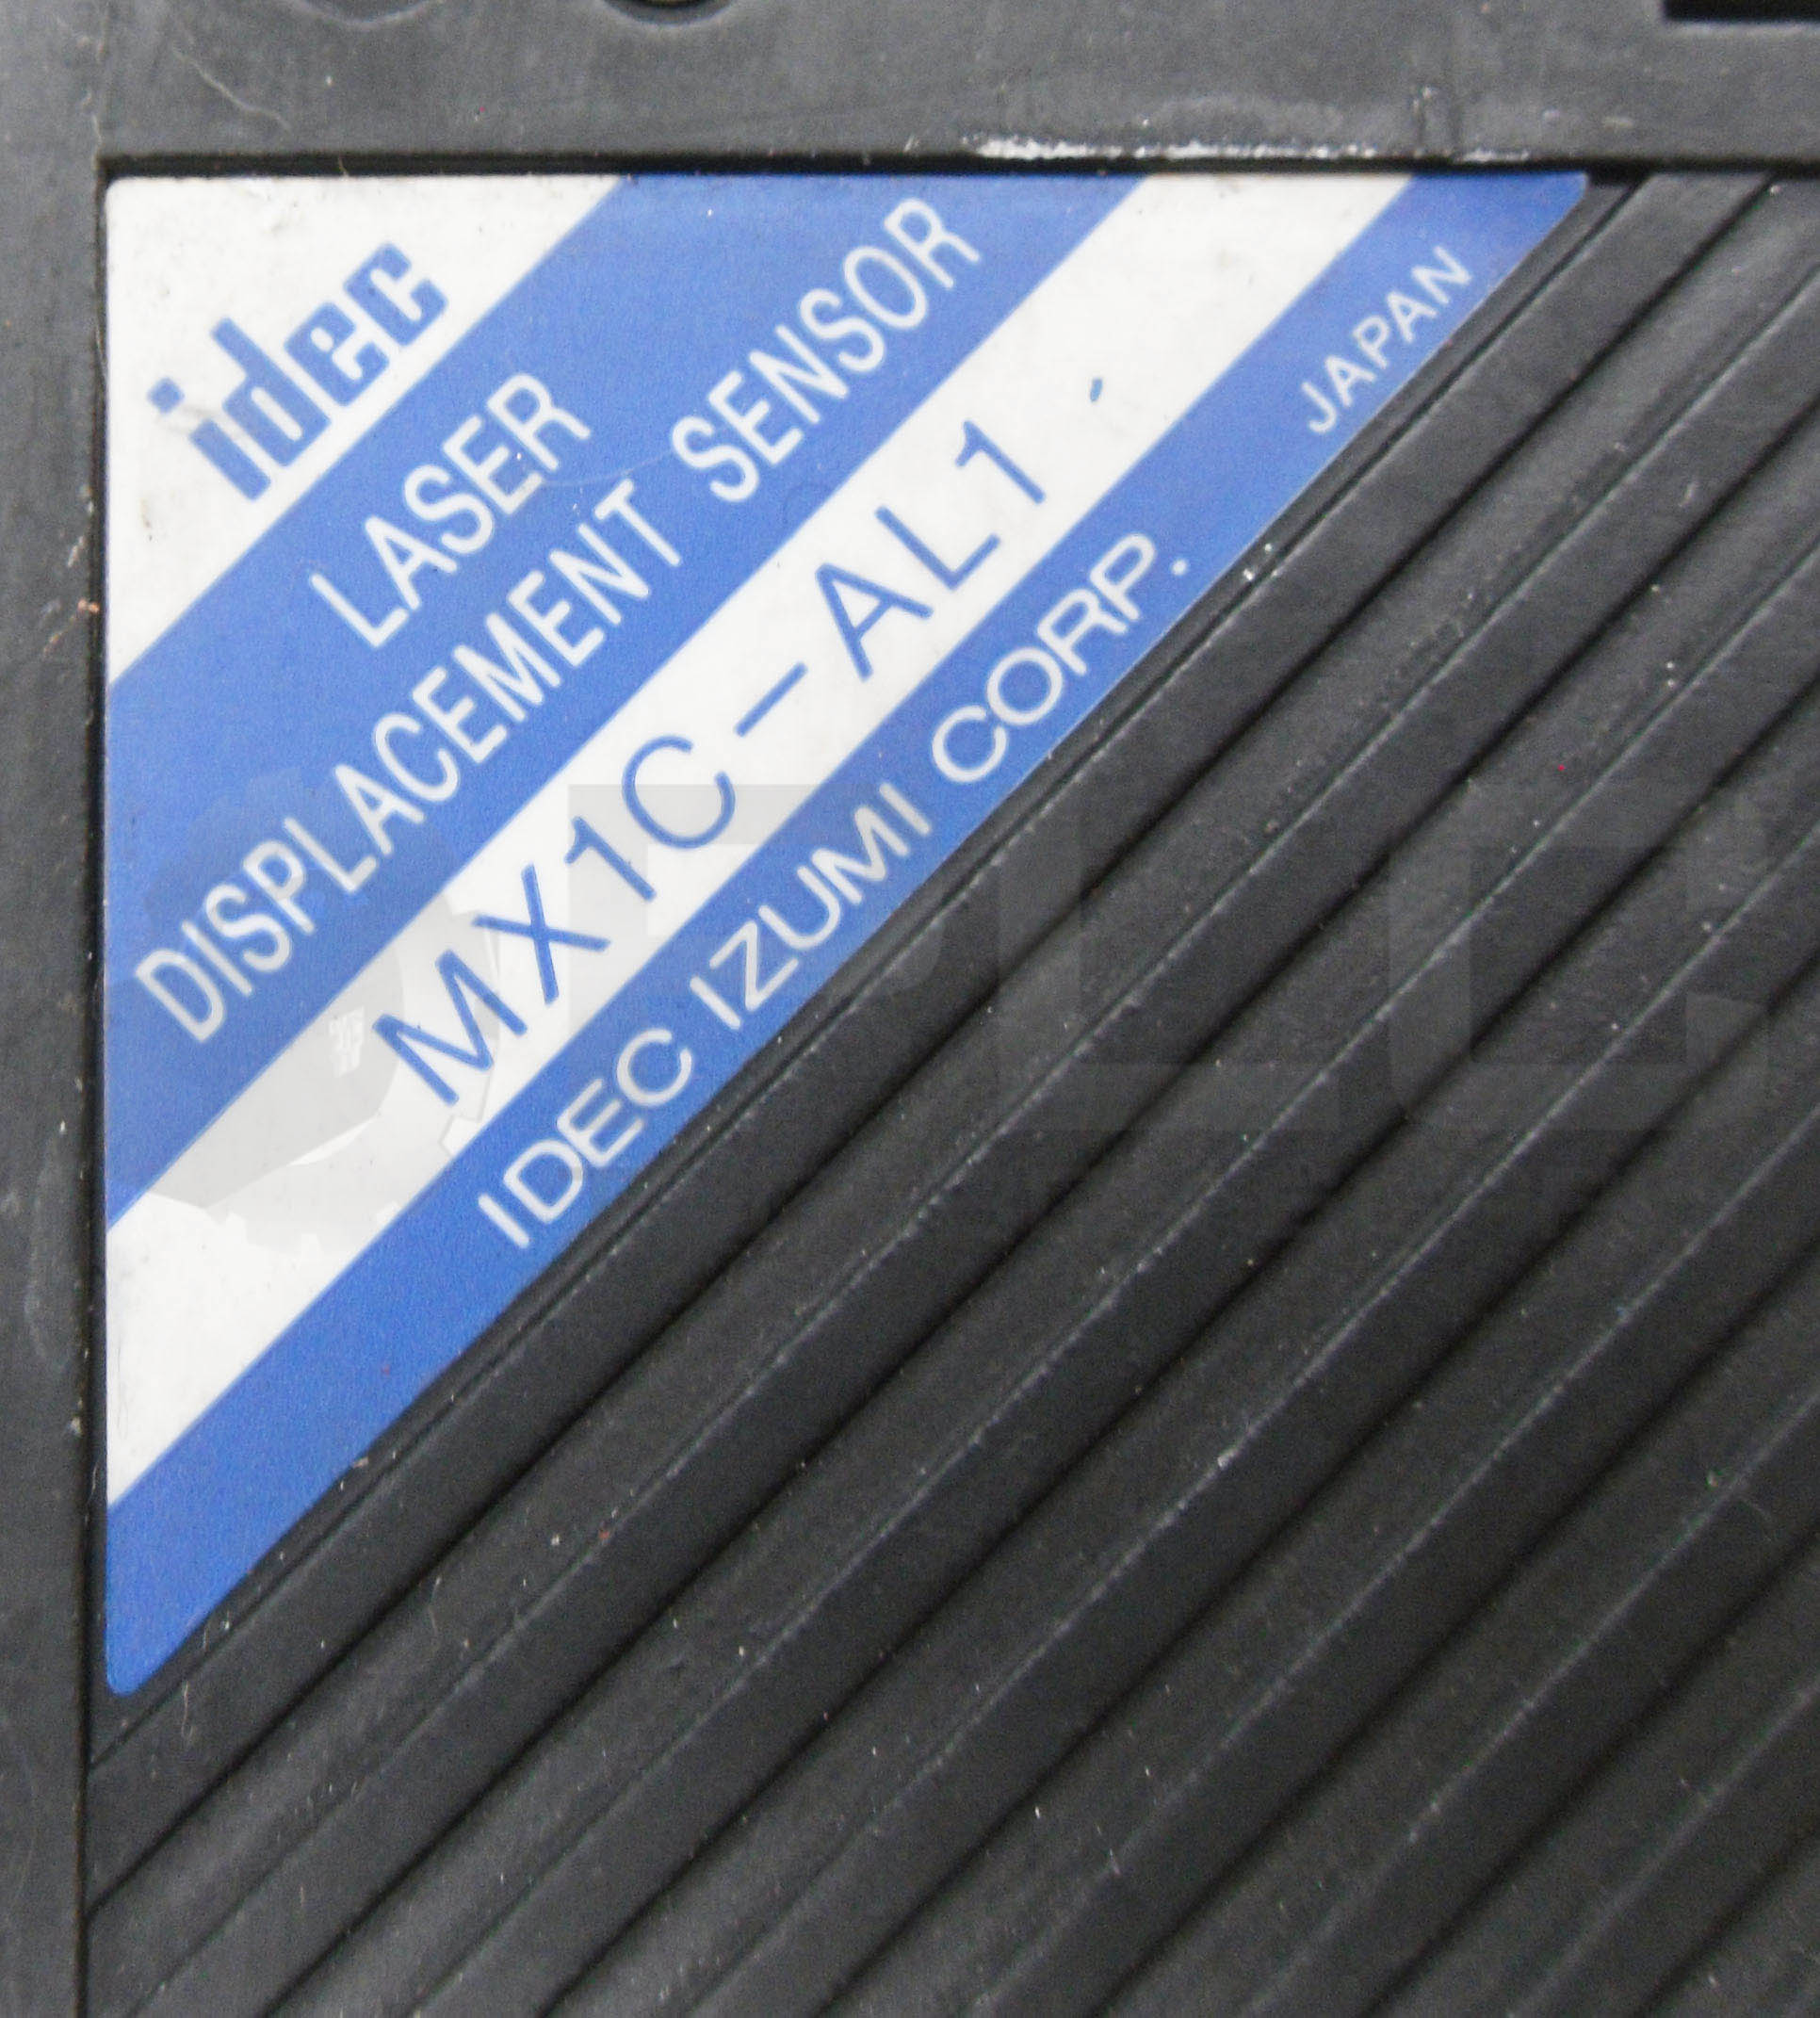 idec
LASER
DISPLACEMENT SENSOR
MX1C-AL1
IDEC IZUMI CORP. JAPAN